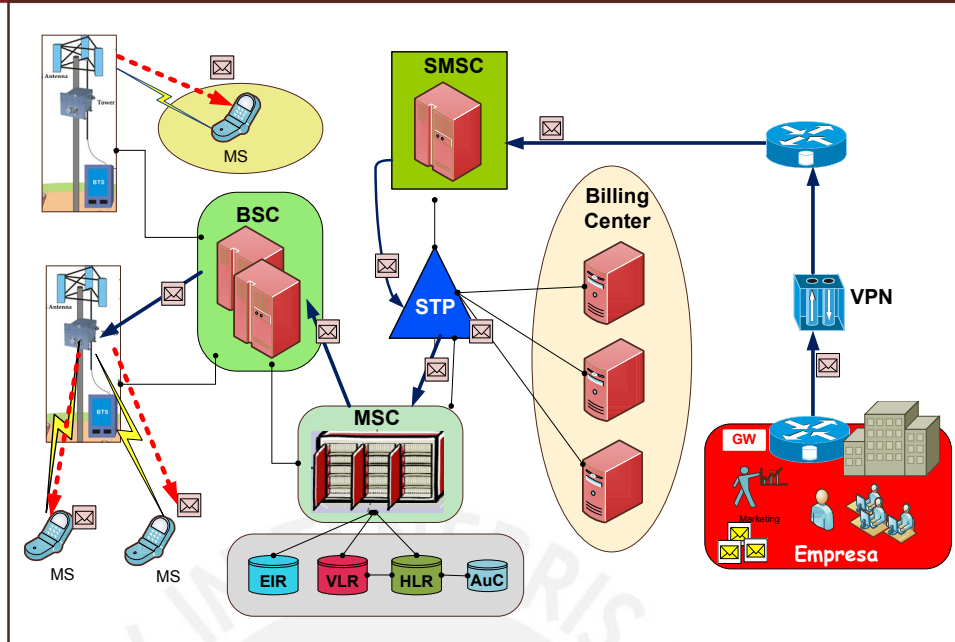 Antenna
Tower
BTS
MS
SMSC
Billing
Center
BSC
STP
VPN
Antenna
BTS
MSC
GW
Marketing
Empresa
MS
MS
EIR
VLR
HLR
AuC